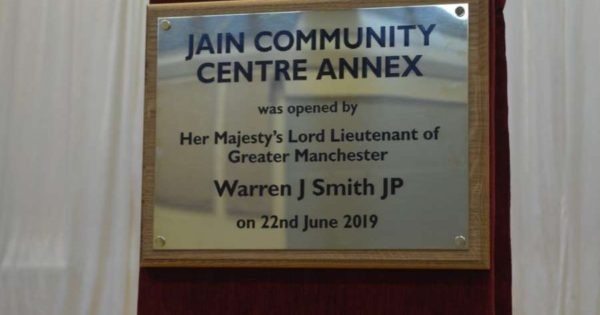 JAIN COMMUNITY
CENTRE ANNEX
was opened by
Her Majesty's Lord Lieutenant of
Greater Manchester
Warren J Smith JP
on 22nd June 2019